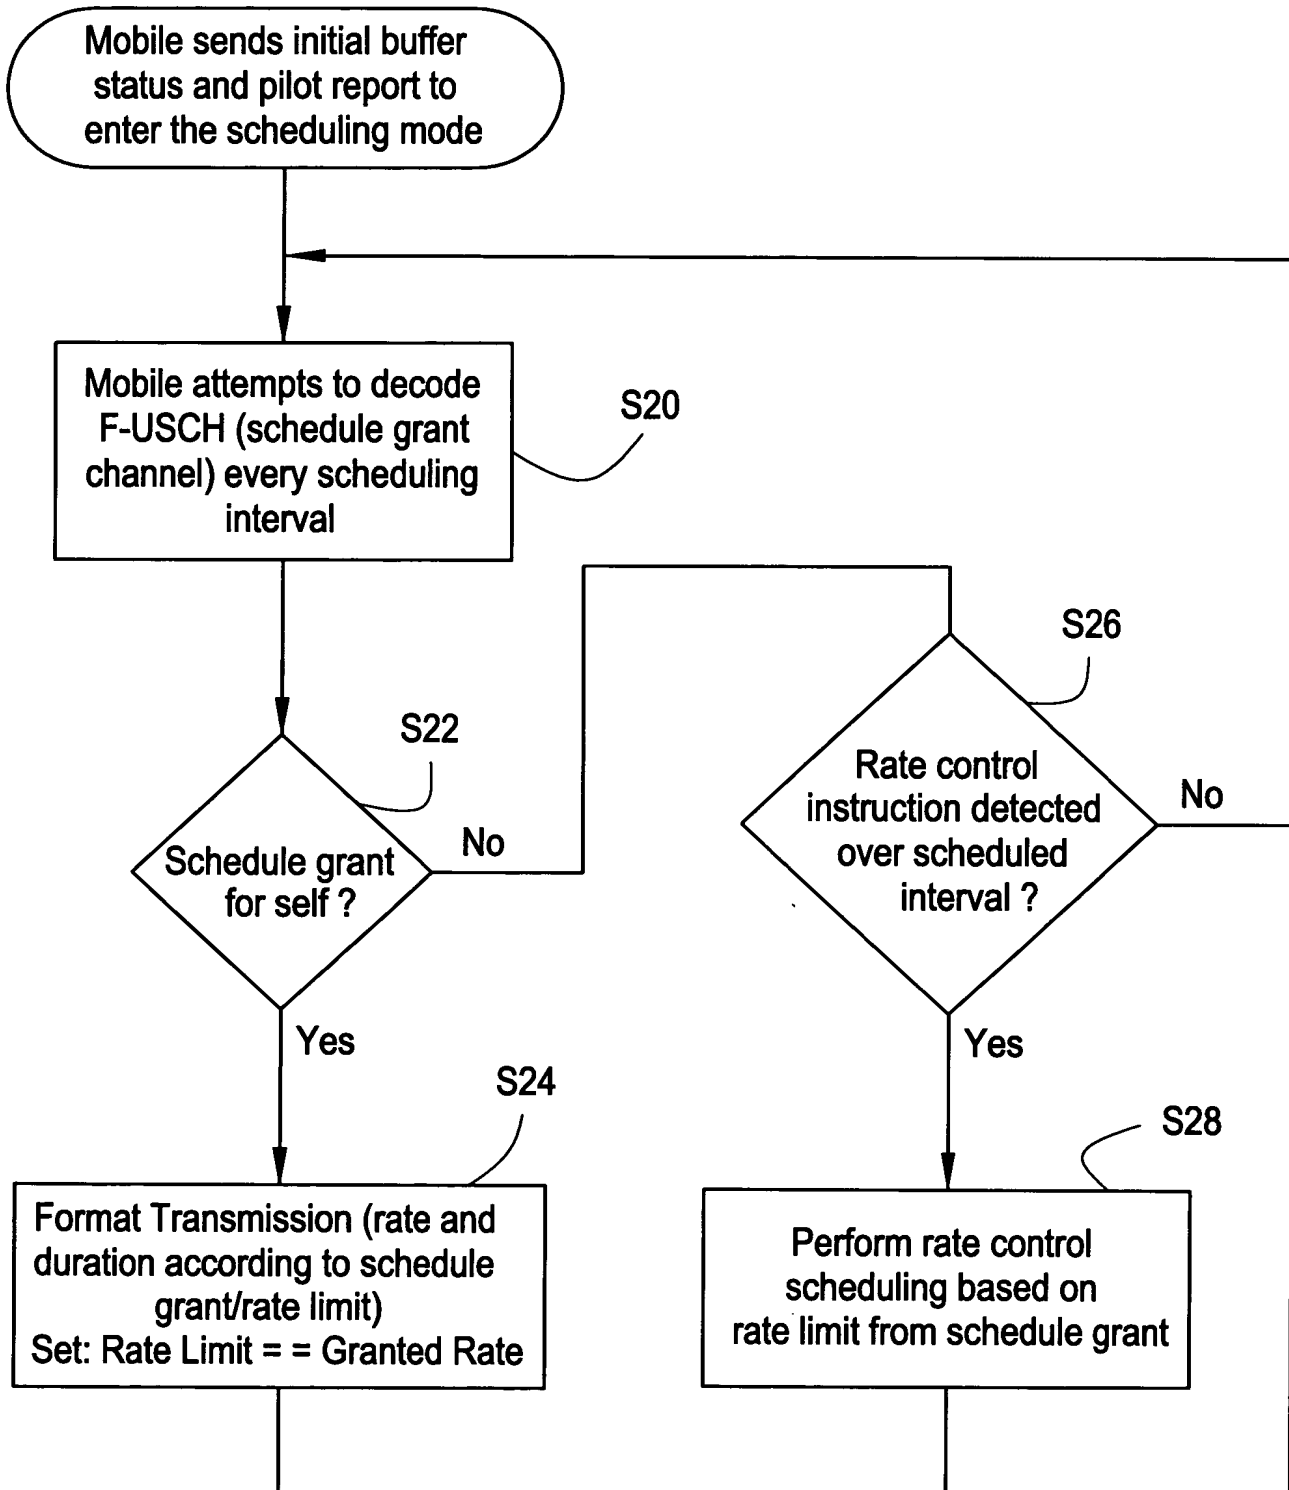 Mobile sends initial buffer
status and pilot report to
enter the scheduling mode
Mobile attempts to decode
F-USCH (schedule grant
channel) every scheduling
interval
S20
S22
Schedule grant
for self ?
No
Yes
S26
Rate control
instruction detected
over scheduled
interval ?
No
Yes
S24
Format Transmission (rate and
duration according to schedule
grant/rate limit)
Set: Rate Limit = = Granted Rate
S28
Perform rate control
scheduling based on
rate limit from schedule grant